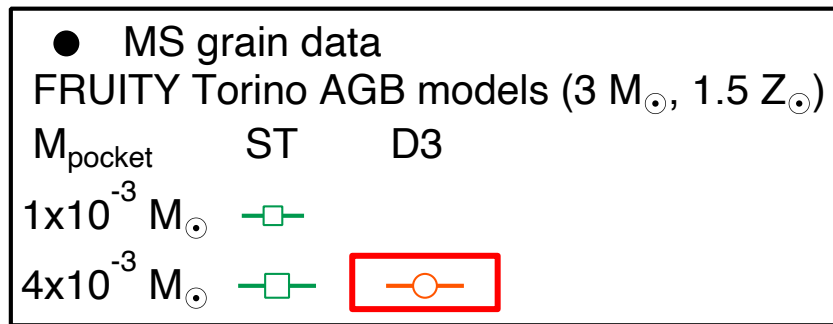 MS grain data
FRUITY Torino AGB models (3 M☉, 1.5 Z☉)
Mpocket ST D3
1x10⁻³ M☉
4x10⁻³ M☉